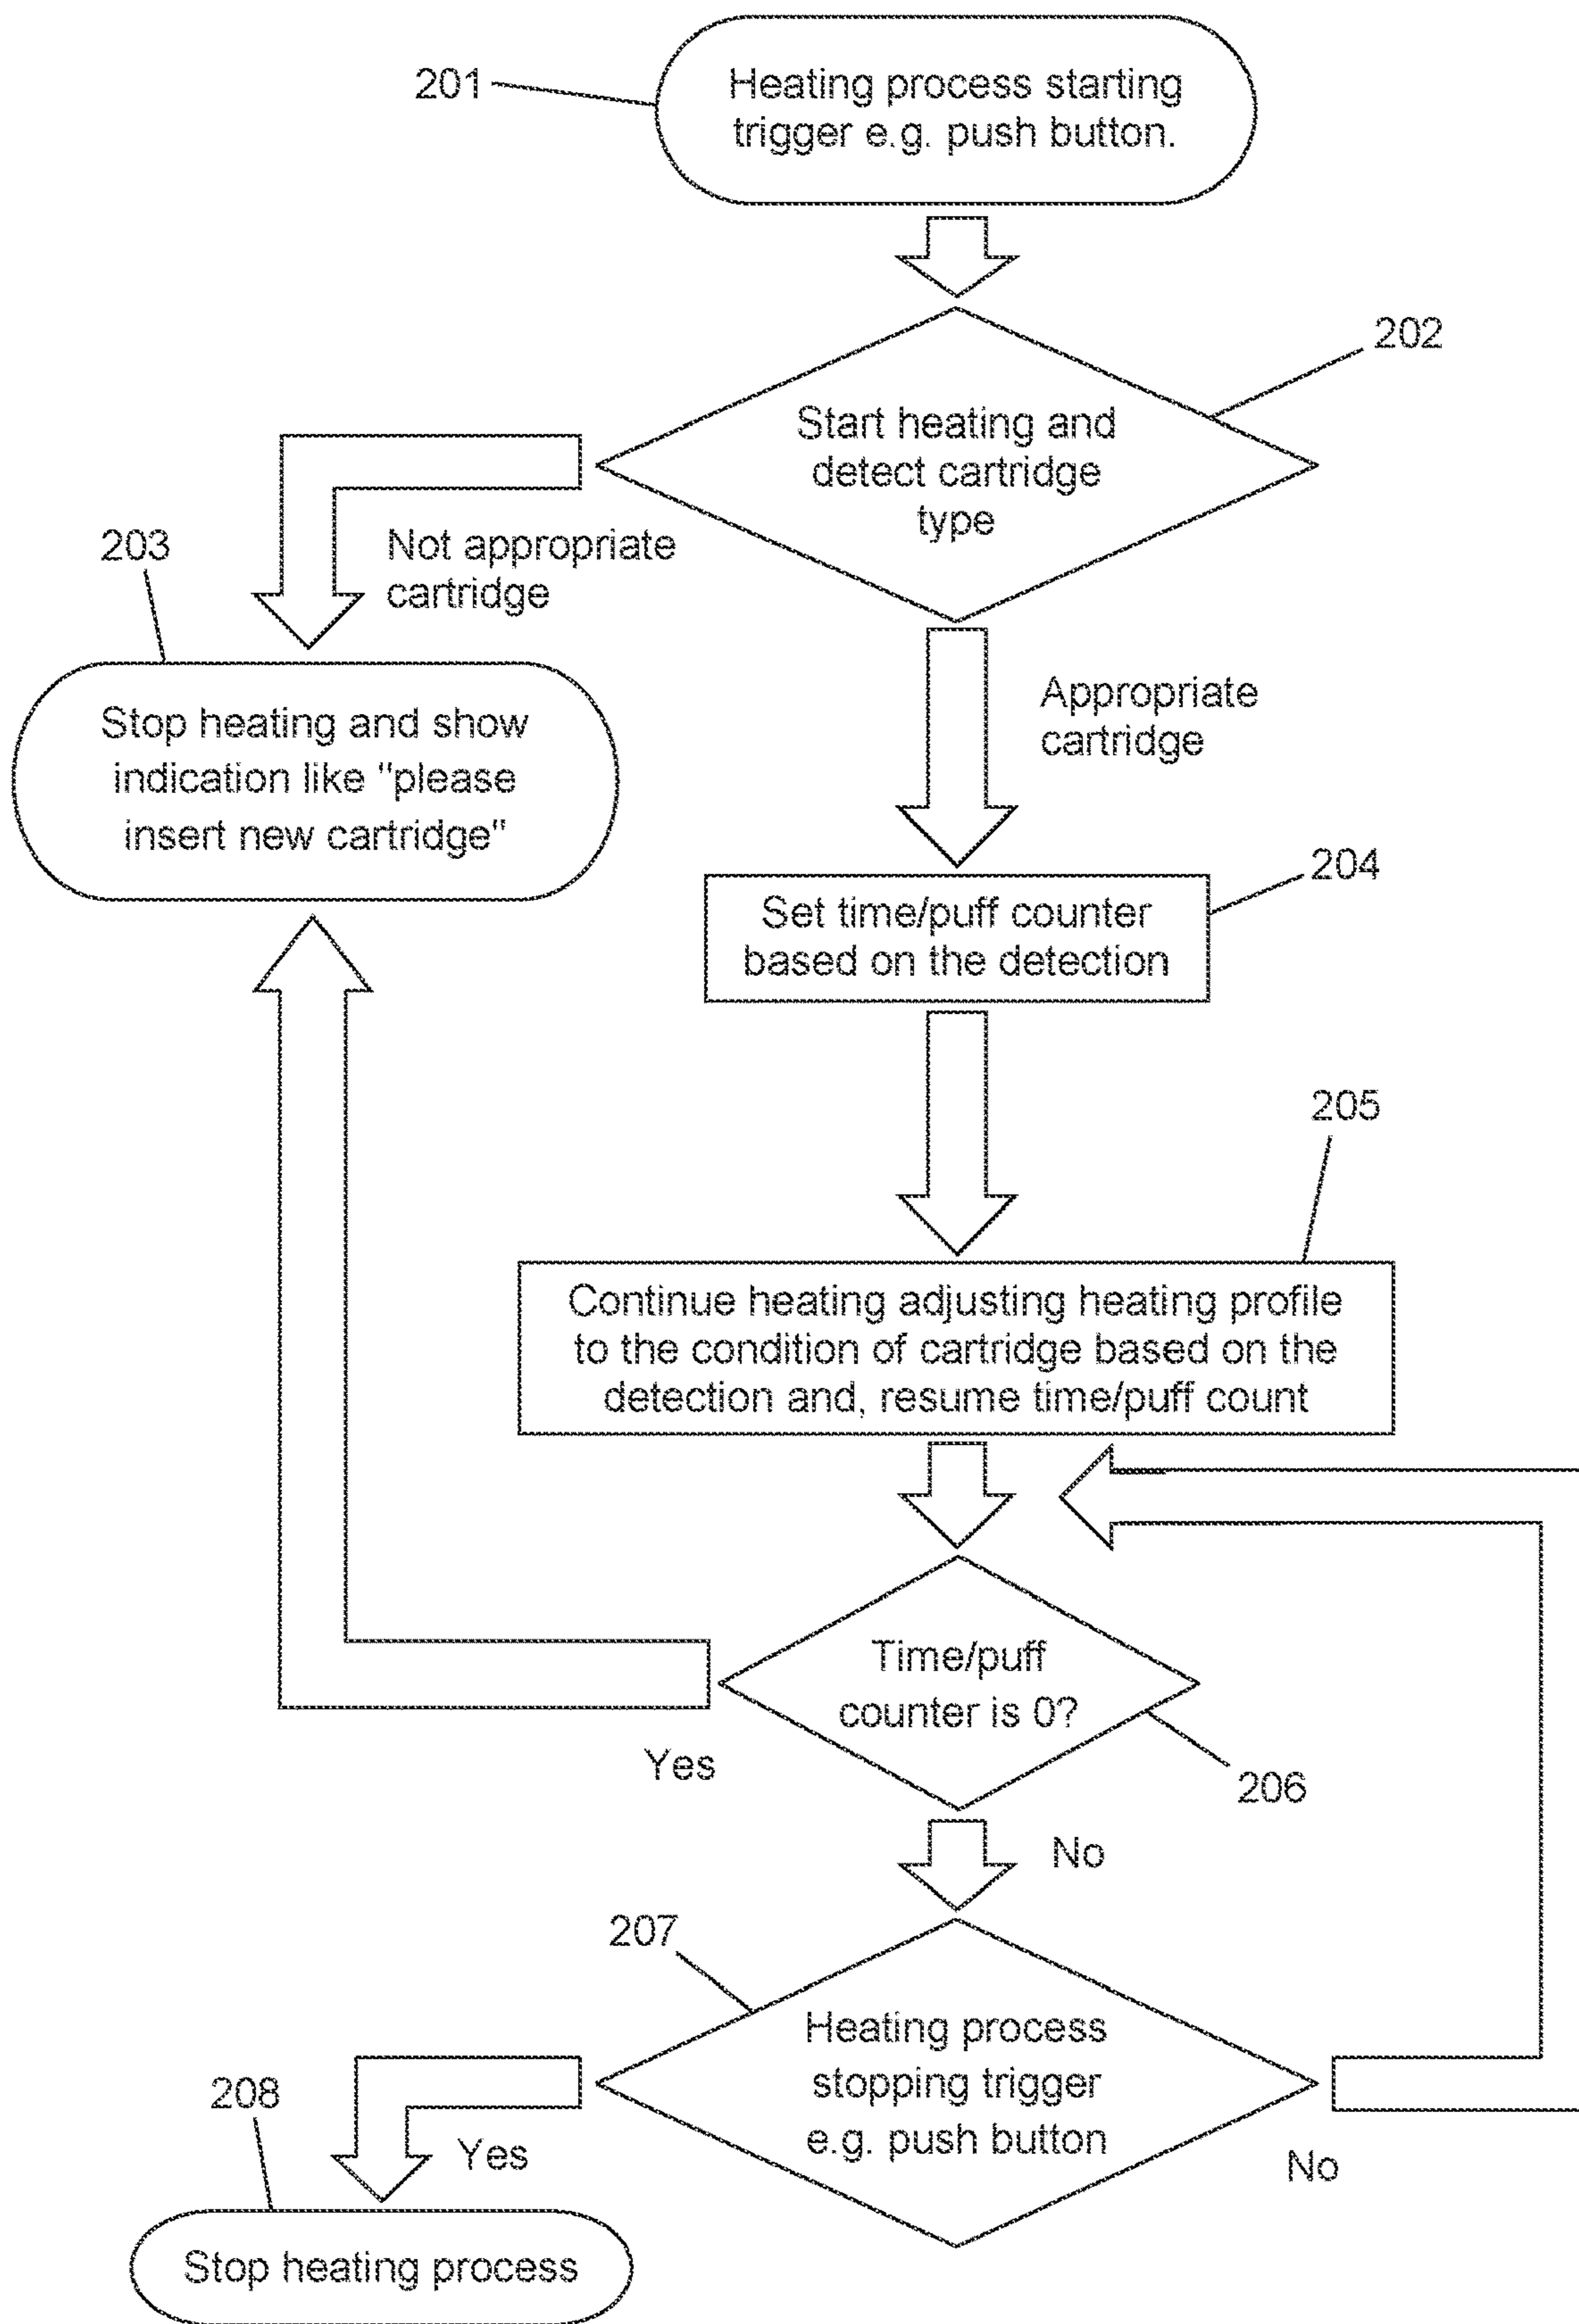 201
Heating process starting
trigger e.g. push button.
202
Start heating and
detect cartridge
type
203
Not appropriate
cartridge
Stop heating and show
indication like "please
insert new cartridge"
Appropriate
cartridge
204
Set time/puff counter
based on the detection
205
Continue heating adjusting heating profile
to the condition of cartridge based on the
detection and, resume time/puff count
Time/puff
counter is 0?
Yes
206
No
207
Heating process
stopping trigger
e.g. push button
208
Yes
No
Stop heating process